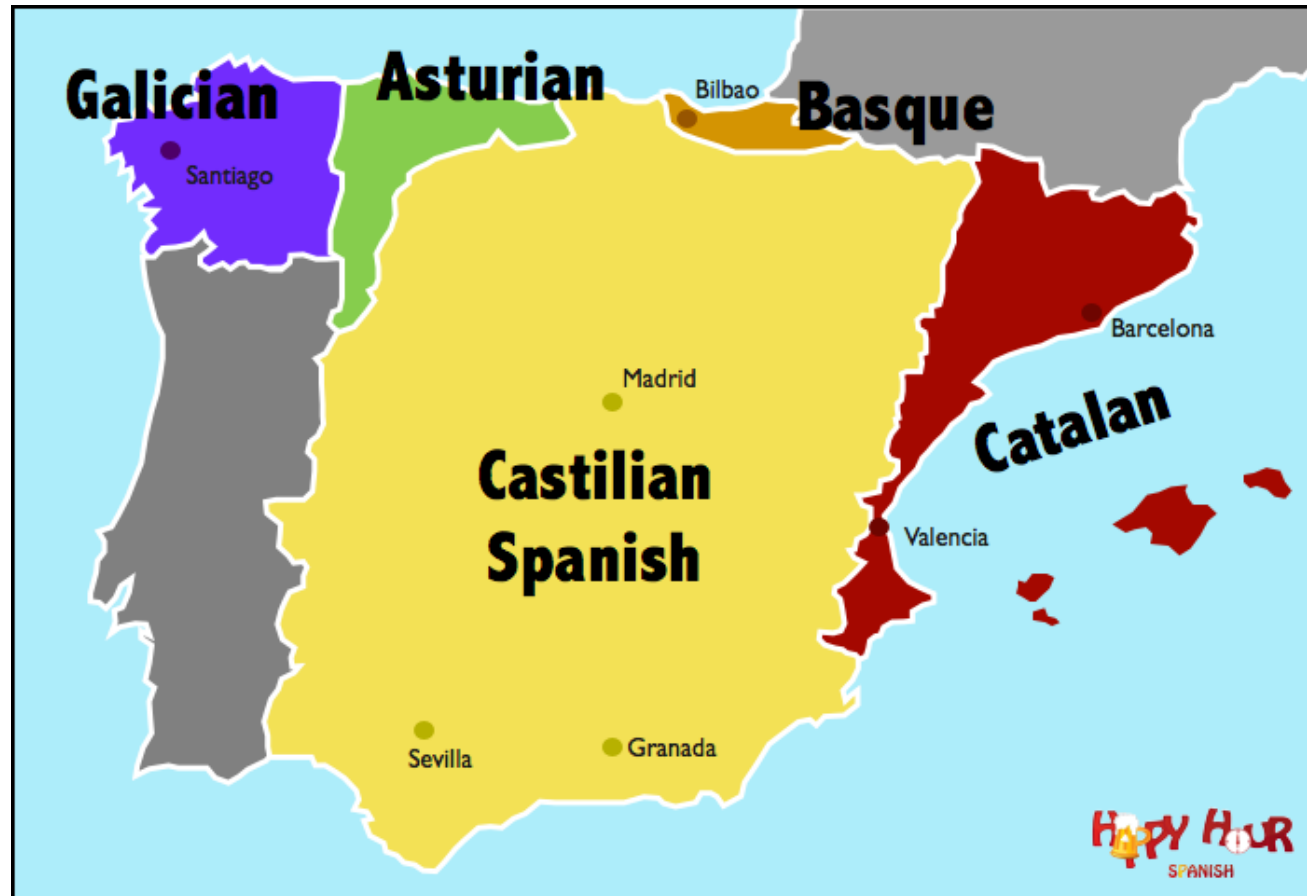 Galician
Asturian
Bilbao
Basque
Santiago
Barcelona
Madrid
Catalan
Castilian
Spanish
Valencia
Sevilla
Granada
HAPPY HOUR
SPANISH